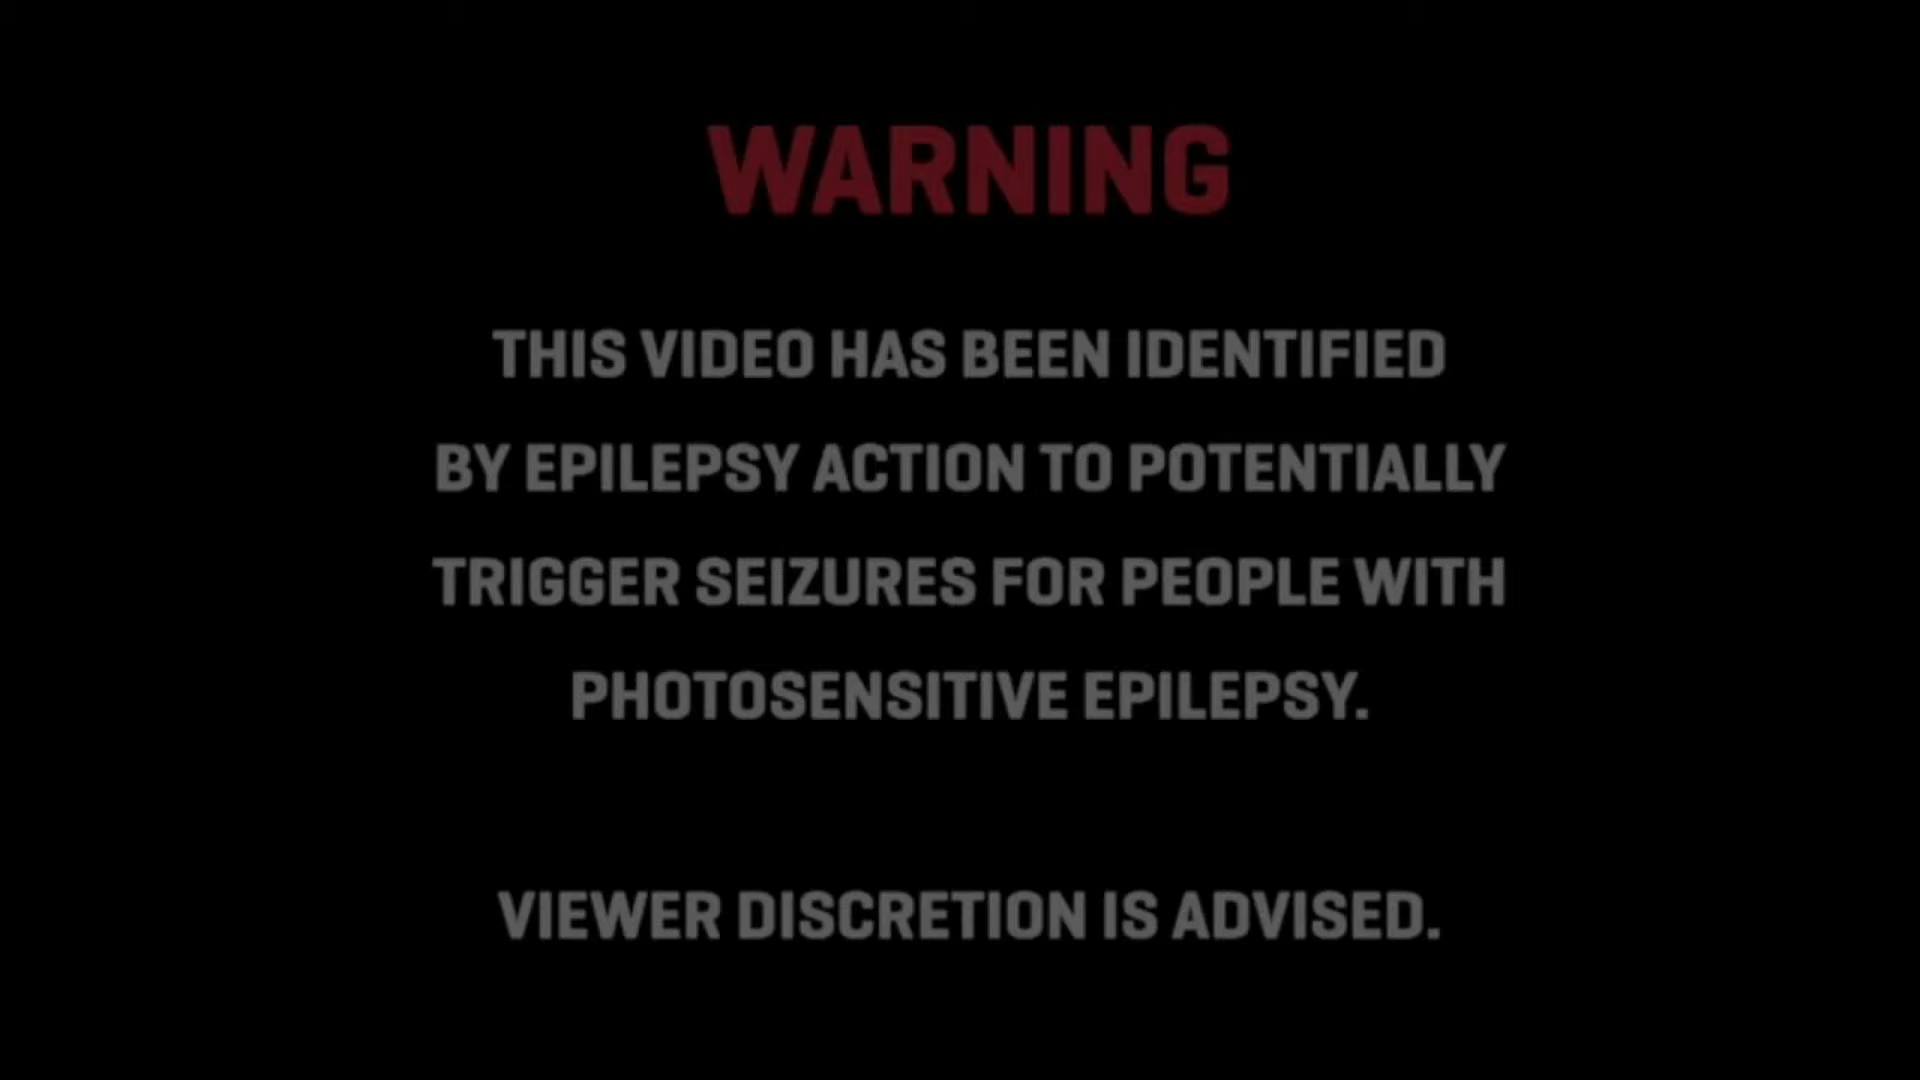 WARNING
THIS VIDEO HAS BEEN IDENTIFIED
BY EPILEPSY ACTION TO POTENTIALLY
TRIGGER SEIZURES FOR PEOPLE WITH
PHOTOSENSITIVE EPILEPSY.
VIEWER DISCRETION IS ADVISED.